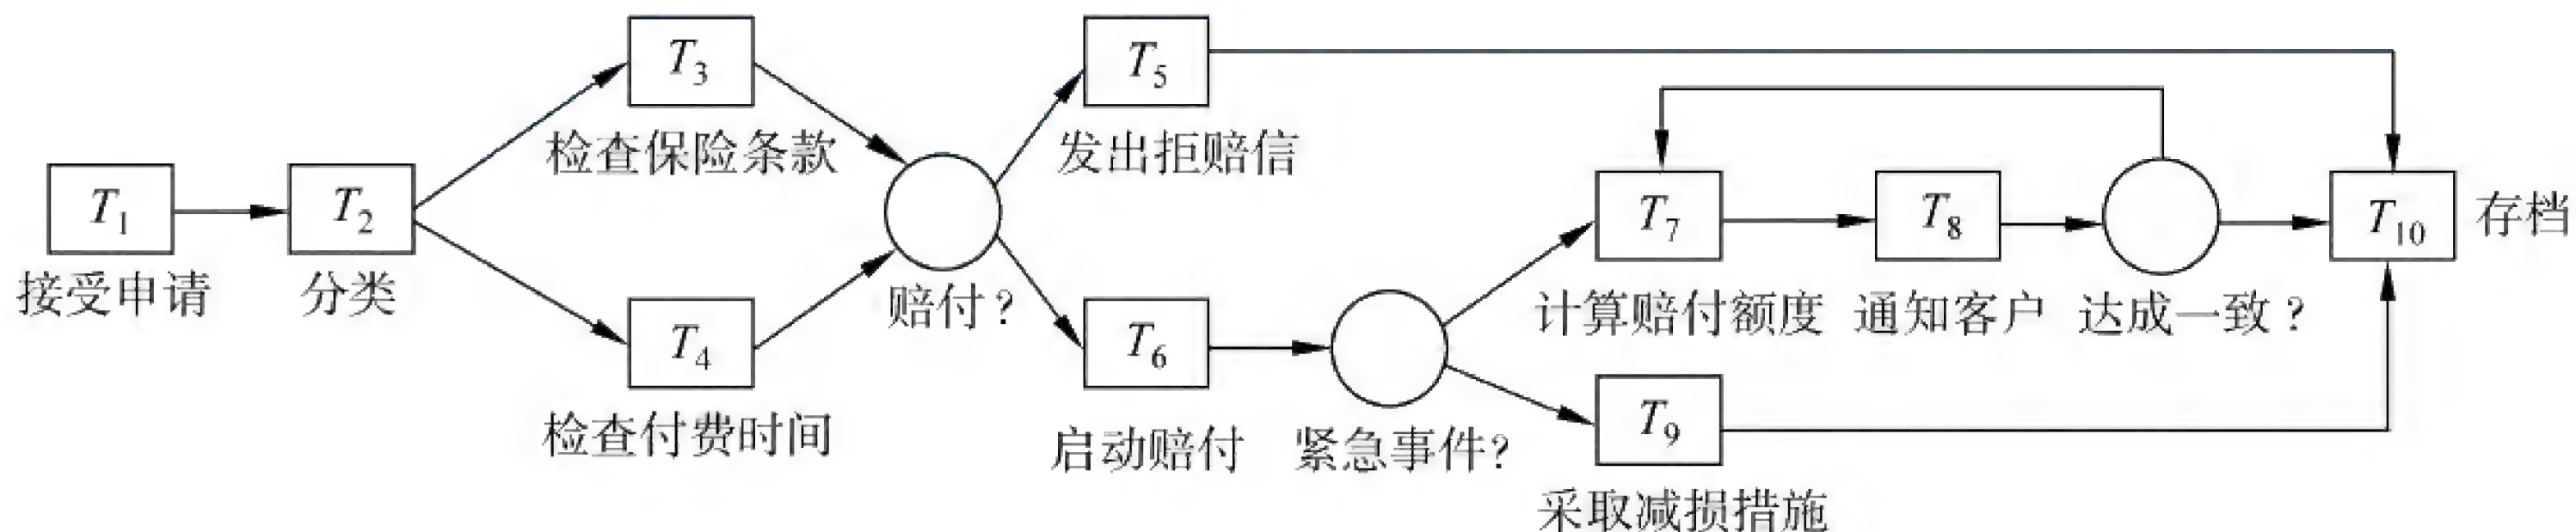 T1
接受申请
T2
分类
T3
检查保险条款
T4
检查付费时间
赔付?
T5
发出拒赔信
T6
启动赔付
紧急事件?
T7
计算赔付额度
T8
通知客户
达成一致?
T9
采取减损措施
T10
存档